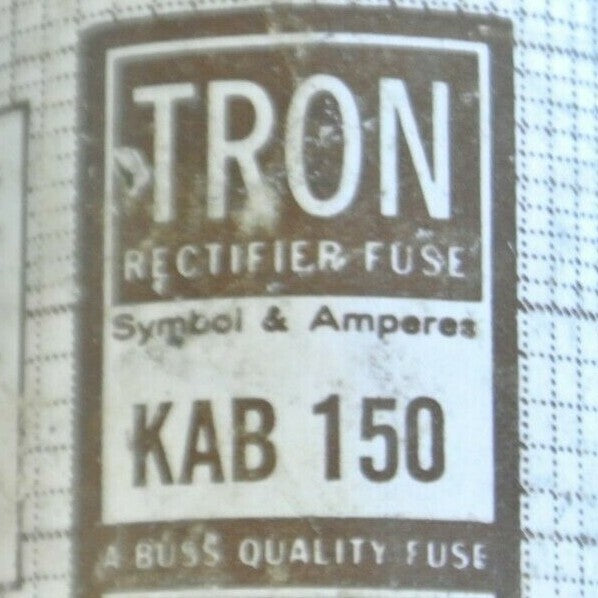 TRON
RECTIFIER FUSE
Symbol & Amperes
KAB 150
A BUSS QUALITY FUSE